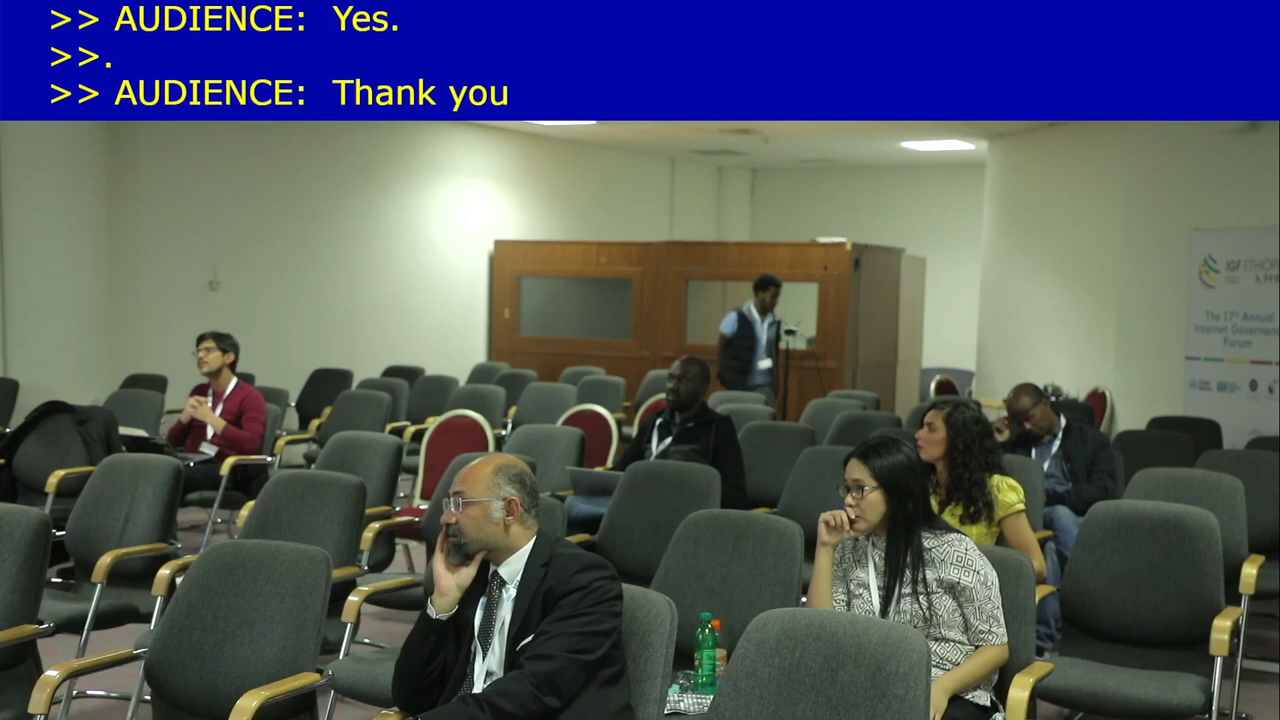 >> AUDIENCE:  Yes.
>>.
>> AUDIENCE:  Thank you
IGF ETHIOPIA
The 17th Annual
Internet Governance
Forum